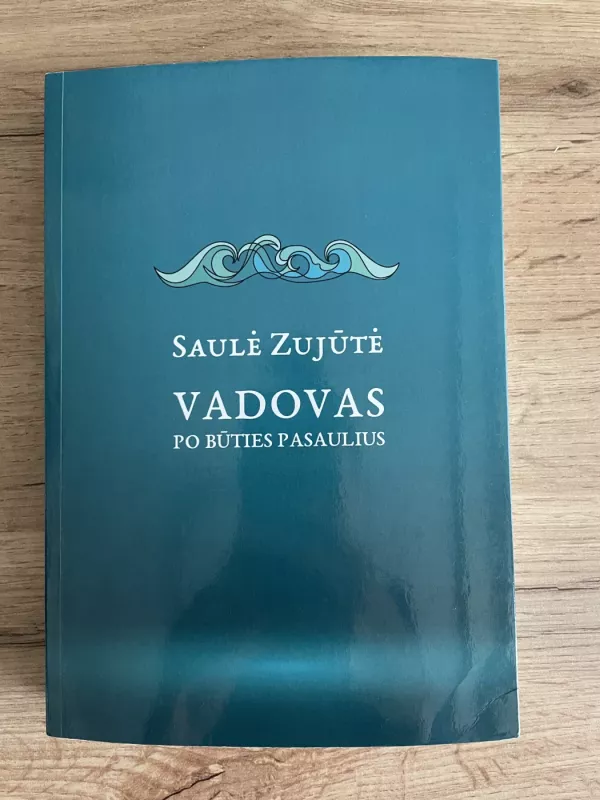 Saulė Zujūtė
VADOVAS
PO BŪTIES PASAULIUS